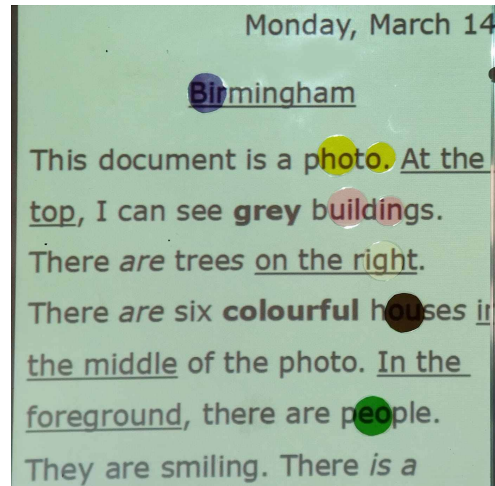 Monday, March 14
Birmingham
This document is a photo. At the
top, I can see grey buildings.
There are trees on the right.
There are six colourful houses in
the middle of the photo. In the
foreground, there are people.
They are smiling. There is a